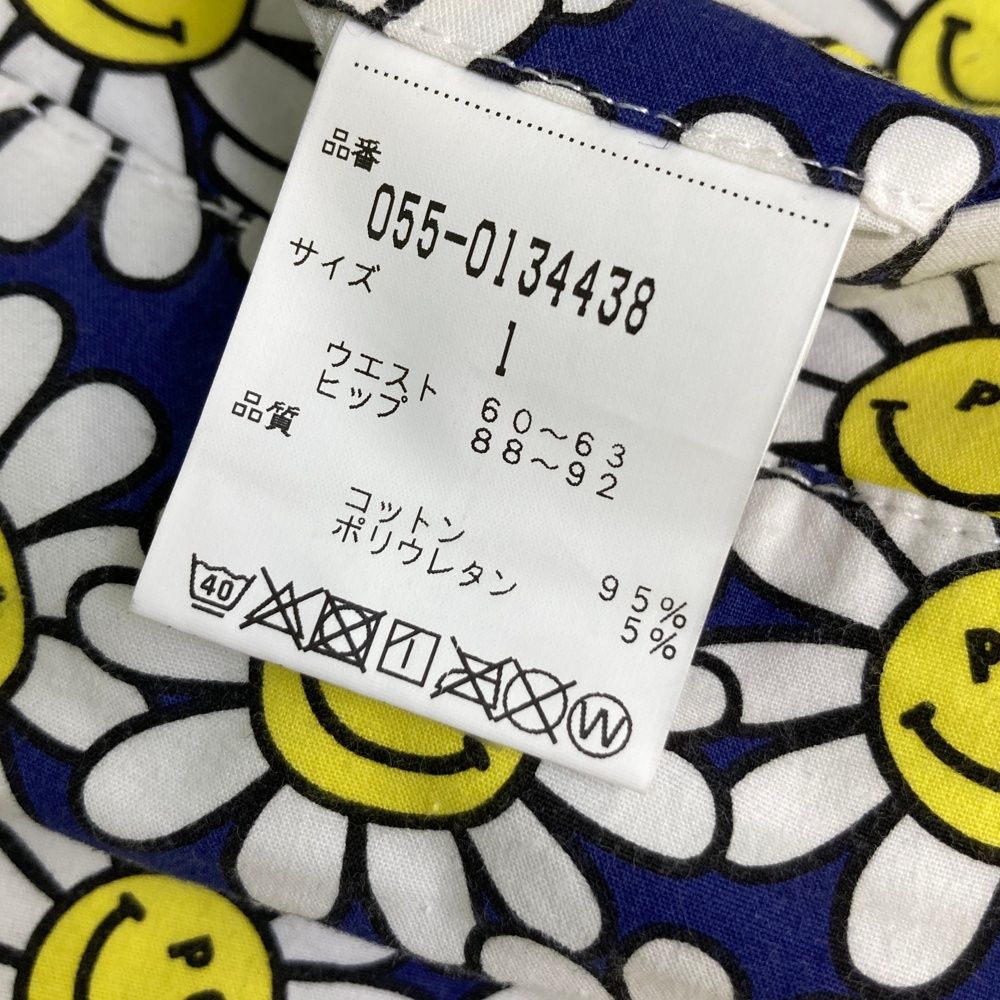 品番
055-0134438
サイズ
1
ウエスト 60～63
ヒップ 88～92
品質
コットン 95%
ポリウレタン 5%
40
W
P
P
P